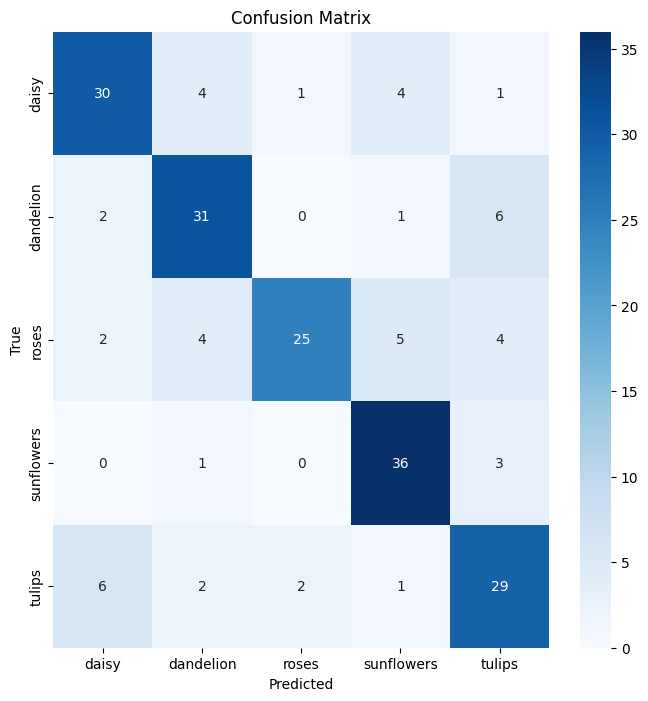 Confusion Matrix
daisy 30 4 1 4 1
dandelion 2 31 0 1 6
roses 2 4 25 5 4
sunflowers 0 1 0 36 3
tulips 6 2 2 1 29
True
daisy dandelion roses sunflowers tulips
Predicted
35
30
25
20
15
10
5
0